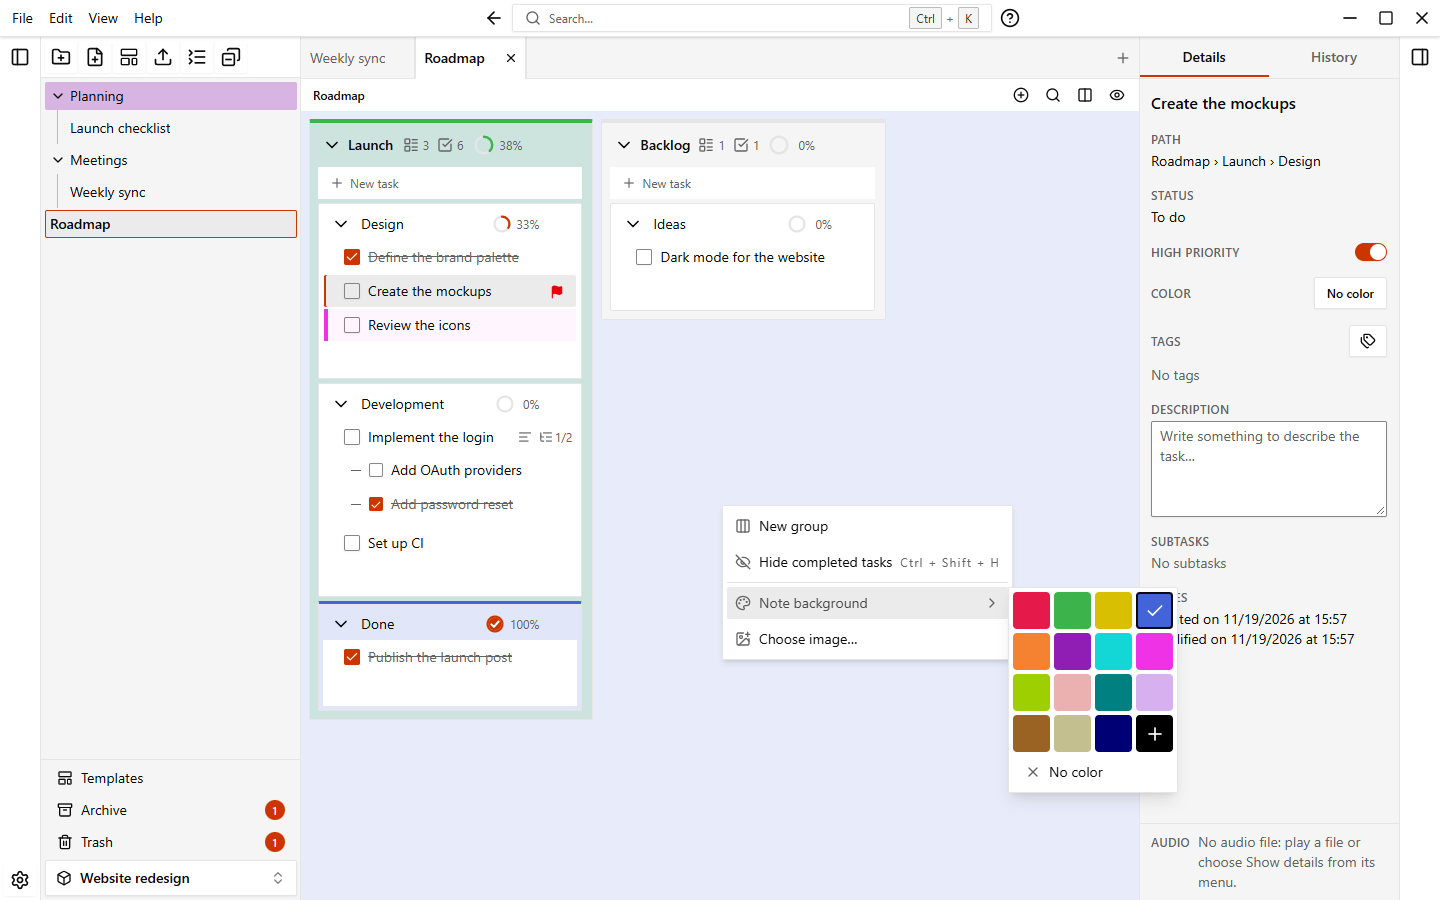 File Edit View Help
Search...
Ctrl + K
Weekly sync
Roadmap
Details
History
Planning
Launch checklist
Meetings
Weekly sync
Roadmap
Templates
Archive 1
Trash 1
Website redesign
Roadmap
Launch 3 6 38%
New task
Design 33%
Define the brand palette
Create the mockups
Review the icons
Development 0%
Implement the login 1/2
Add OAuth providers
Add password reset
Set up CI
Done 100%
Publish the launch post
Backlog 1 1 0%
New task
Ideas 0%
Dark mode for the website
New group
Hide completed tasks Ctrl + Shift + H
Note background
Choose image...
No color
Create the mockups
PATH
Roadmap › Launch › Design
STATUS
To do
HIGH PRIORITY
COLOR No color
TAGS
No tags
DESCRIPTION
Write something to describe the
task...
SUBTASKS
No subtasks
on 11/19/2026 at 15:57
on 11/19/2026 at 15:57
AUDIO No audio file: play a file or
choose Show details from its
menu.